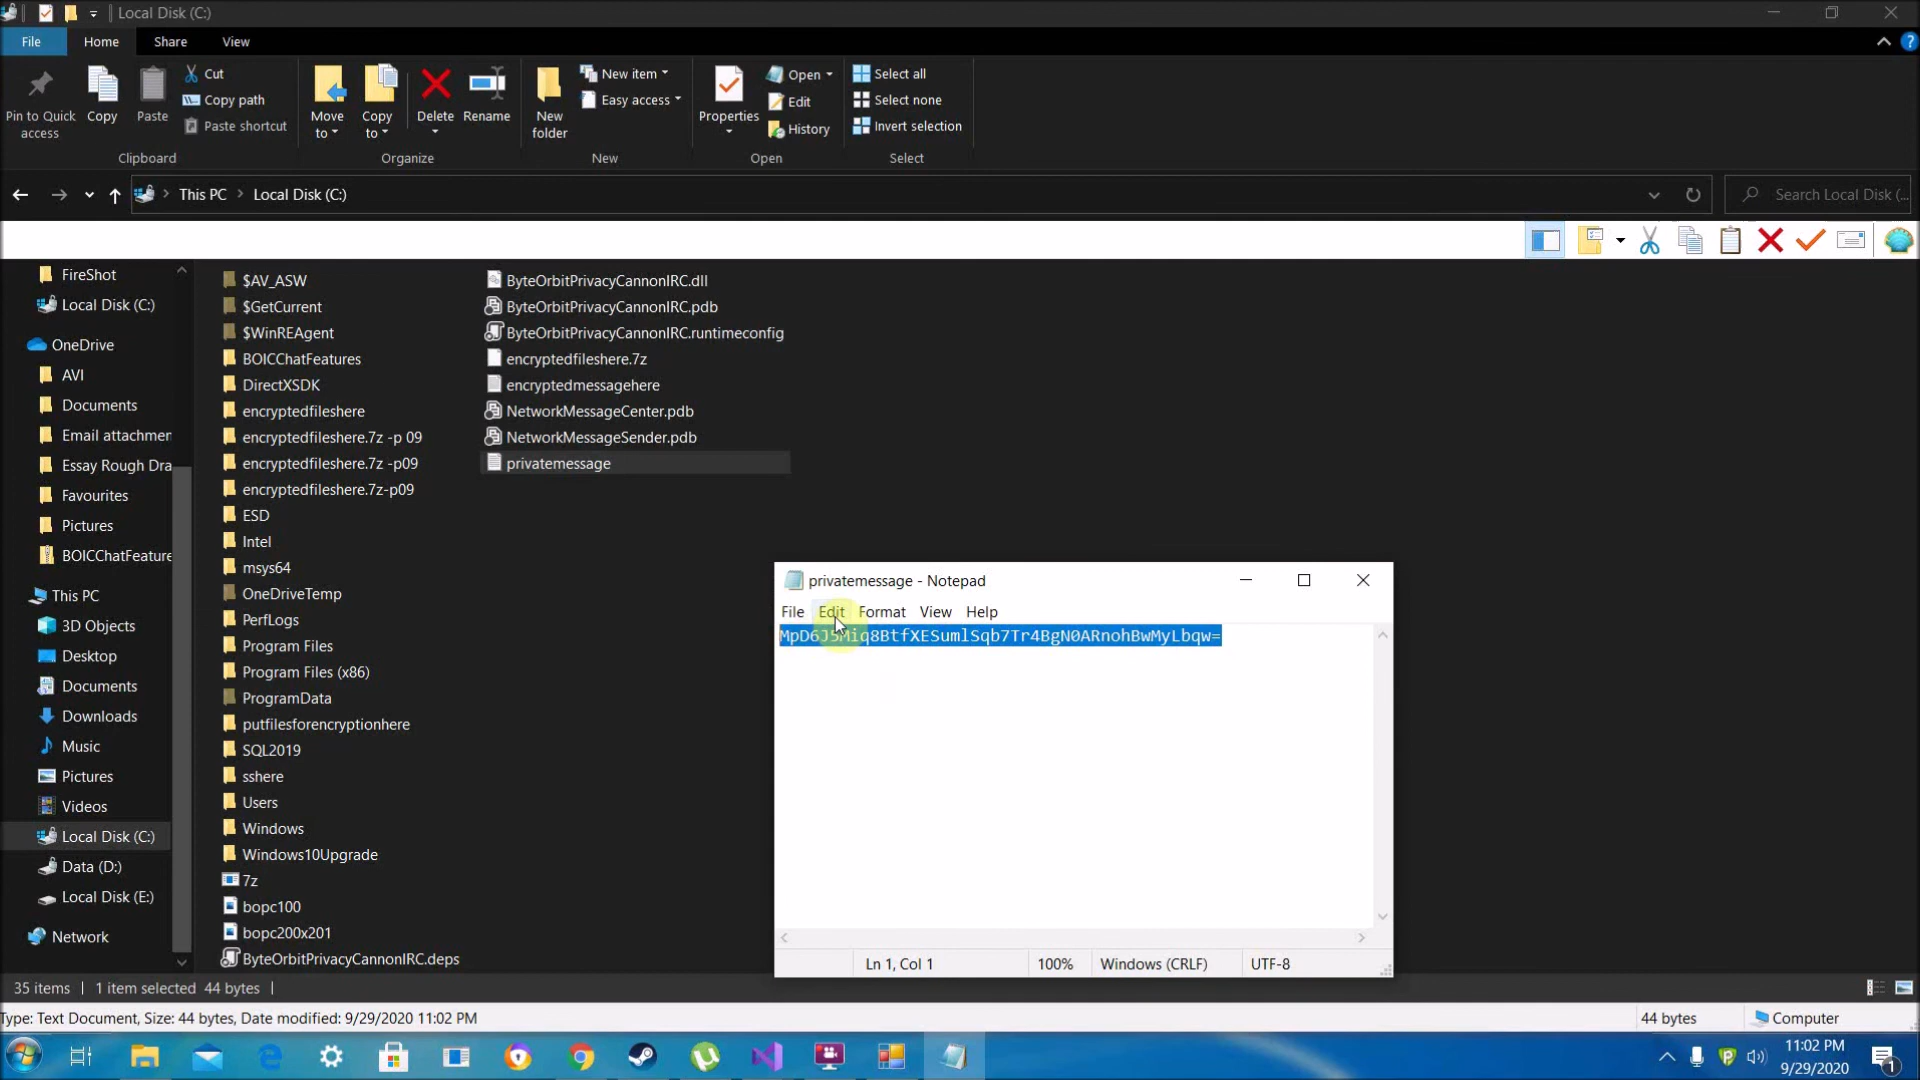 Local Disk (C:)
File
Home
Share
View
Pin to Quick access
Copy
Paste
Cut
Copy path
Paste shortcut
Clipboard
Move to
Copy to
Delete
Rename
Organize
New folder
New item
Easy access
New
Properties
Open
Edit
History
Open
Select all
Select none
Invert selection
Select
This PC
Local Disk (C:)
Search Local Disk (...
FireShot
Local Disk (C:)
OneDrive
AVI
Documents
Email attachmen
Essay Rough Dra
Favourites
Pictures
BOICChatFeature
This PC
3D Objects
Desktop
Documents
Downloads
Music
Pictures
Videos
Local Disk (C:)
Data (D:)
Local Disk (E:)
Network
$AV_ASW
$GetCurrent
$WinREAgent
BOICChatFeatures
DirectXSDK
encryptedfileshere
encryptedfileshere.7z -p 09
encryptedfileshere.7z -p09
encryptedfileshere.7z-p09
ESD
Intel
msys64
OneDriveTemp
PerfLogs
Program Files
Program Files (x86)
ProgramData
putfilesforencryptionhere
SQL2019
sshere
Users
Windows
Windows10Upgrade
7z
bopc100
bopc200x201
ByteOrbitPrivacyCannonIRC.deps
ByteOrbitPrivacyCannonIRC.dll
ByteOrbitPrivacyCannonIRC.pdb
ByteOrbitPrivacyCannonIRC.runtimeconfig
encryptedfileshere.7z
encryptedmessagehere
NetworkMessageCenter.pdb
NetworkMessageSender.pdb
privatemessage
privatemessage - Notepad
File Edit Format View Help
MpD6J5Miq8BtfXESumlSqb7Tr4BgN0ARnohBwMyLbqw=
Ln 1, Col 1
100%
Windows (CRLF)
UTF-8
35 items
1 item selected 44 bytes
Type: Text Document, Size: 44 bytes, Date modified: 9/29/2020 11:02 PM
44 bytes
Computer
11:02 PM
9/29/2020
1